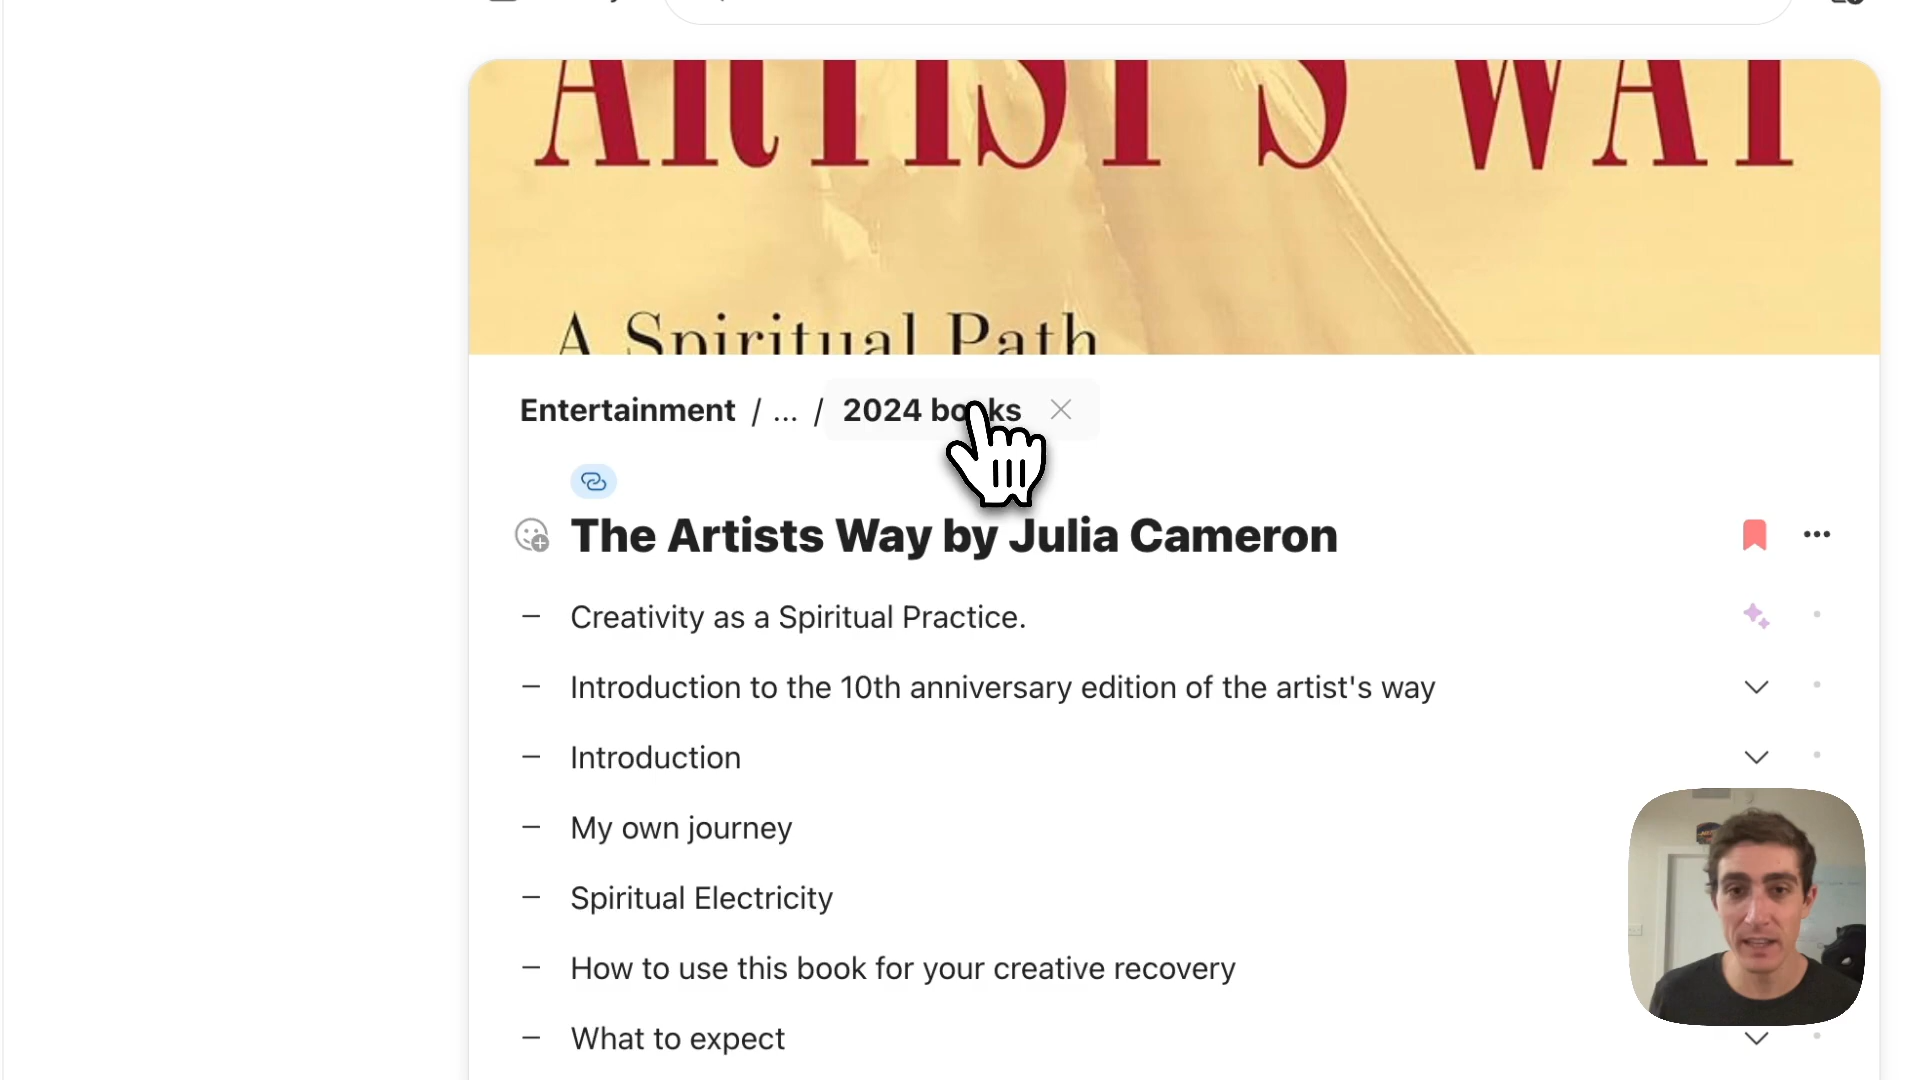 ARTIST'S WAY
A Spiritual Path
Entertainment / ... / 2024 books
The Artists Way by Julia Cameron
– Creativity as a Spiritual Practice.
– Introduction to the 10th anniversary edition of the artist's way
– Introduction
– My own journey
– Spiritual Electricity
– How to use this book for your creative recovery
– What to expect